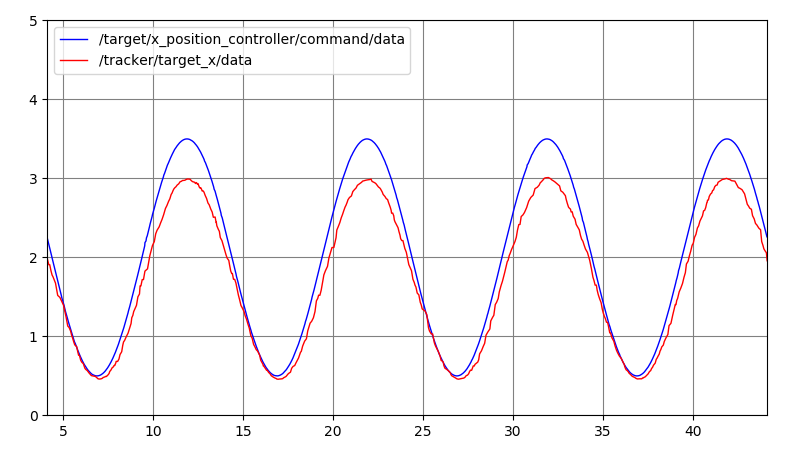 /target/x_position_controller/command/data
/tracker/target_x/data
5
4
3
2
1
0
5 10 15 20 25 30 35 40